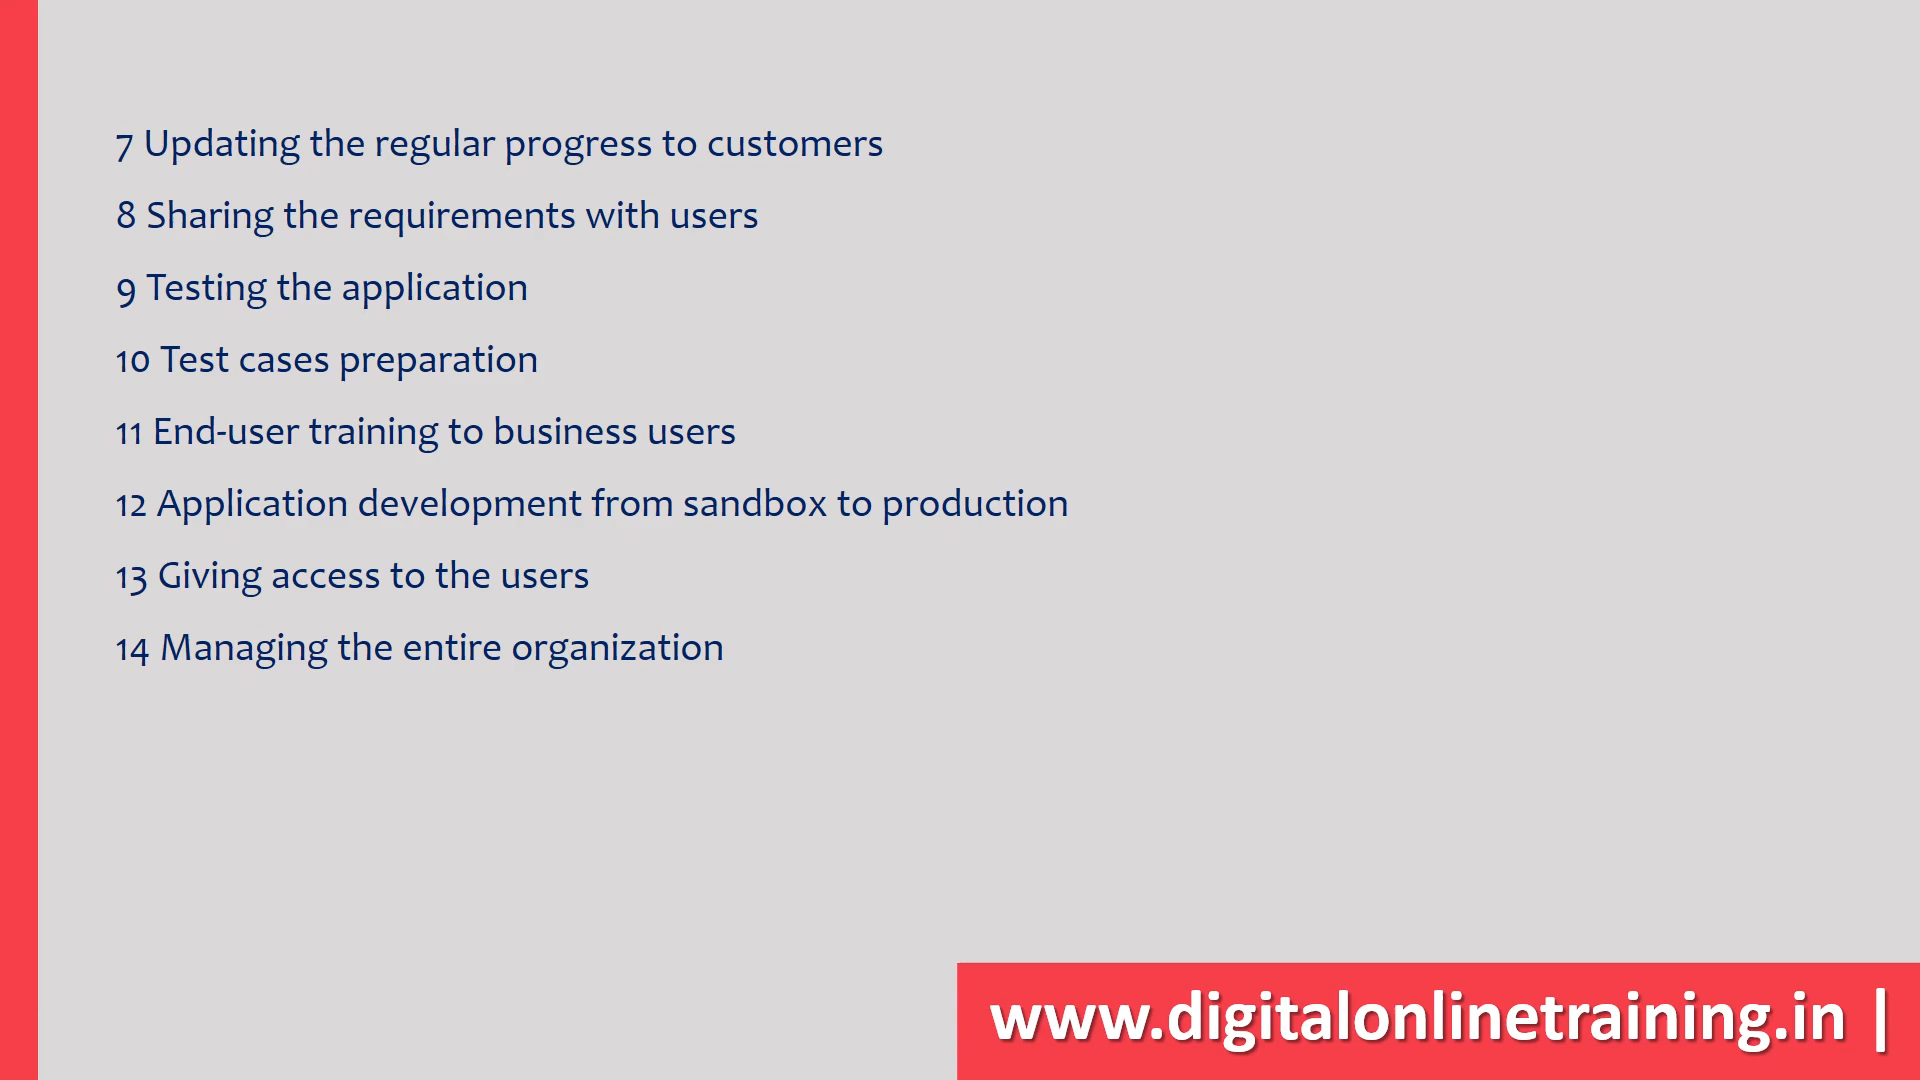 7 Updating the regular progress to customers
8 Sharing the requirements with users
9 Testing the application
10 Test cases preparation
11 End-user training to business users
12 Application development from sandbox to production
13 Giving access to the users
14 Managing the entire organization
www.digitalonlinetraining.in |